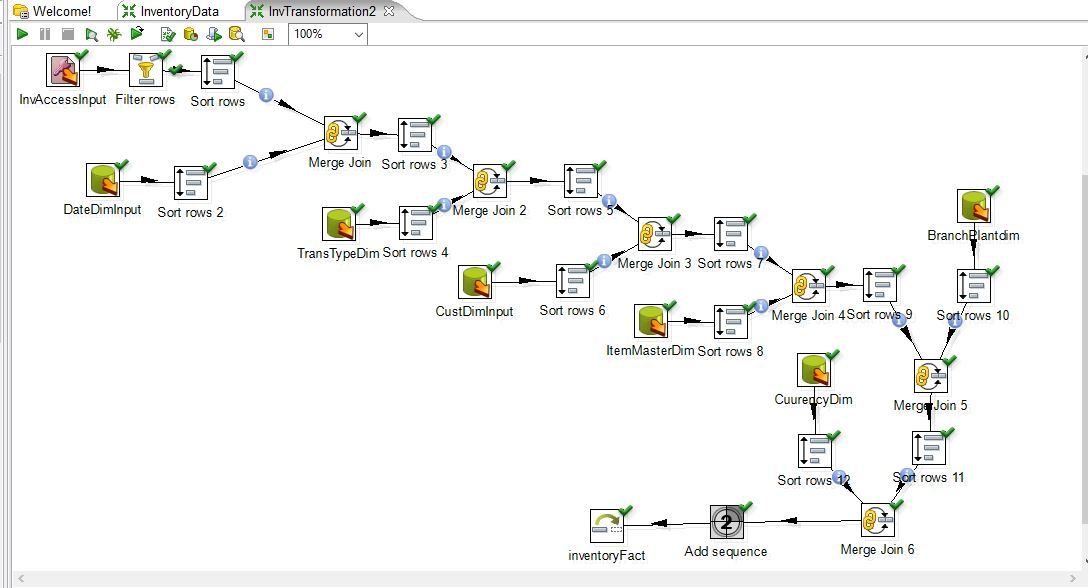 Welcome!
InventoryData
InvTransformation2
100%
InvAccessInput
Filter rows
Sort rows
Merge Join
Sort rows 3
DateDimInput
Sort rows 2
Merge Join 2
Sort rows 5
TransTypeDim
Sort rows 4
Merge Join 3
Sort rows 7
BranchPlantdim
CustDimInput
Sort rows 6
Merge Join 4
Sort rows 9
Sort rows 10
ItemMasterDim
Sort rows 8
CuurencyDim
Merge Join 5
Sort rows 12
Sort rows 11
inventoryFact
2
Add sequence
Merge Join 6